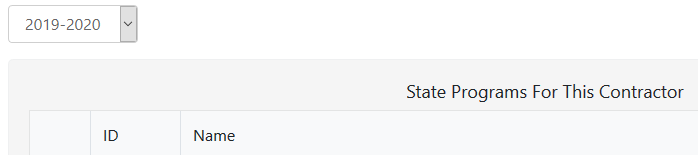 2019-2020
State Programs For This Contractor
ID Name